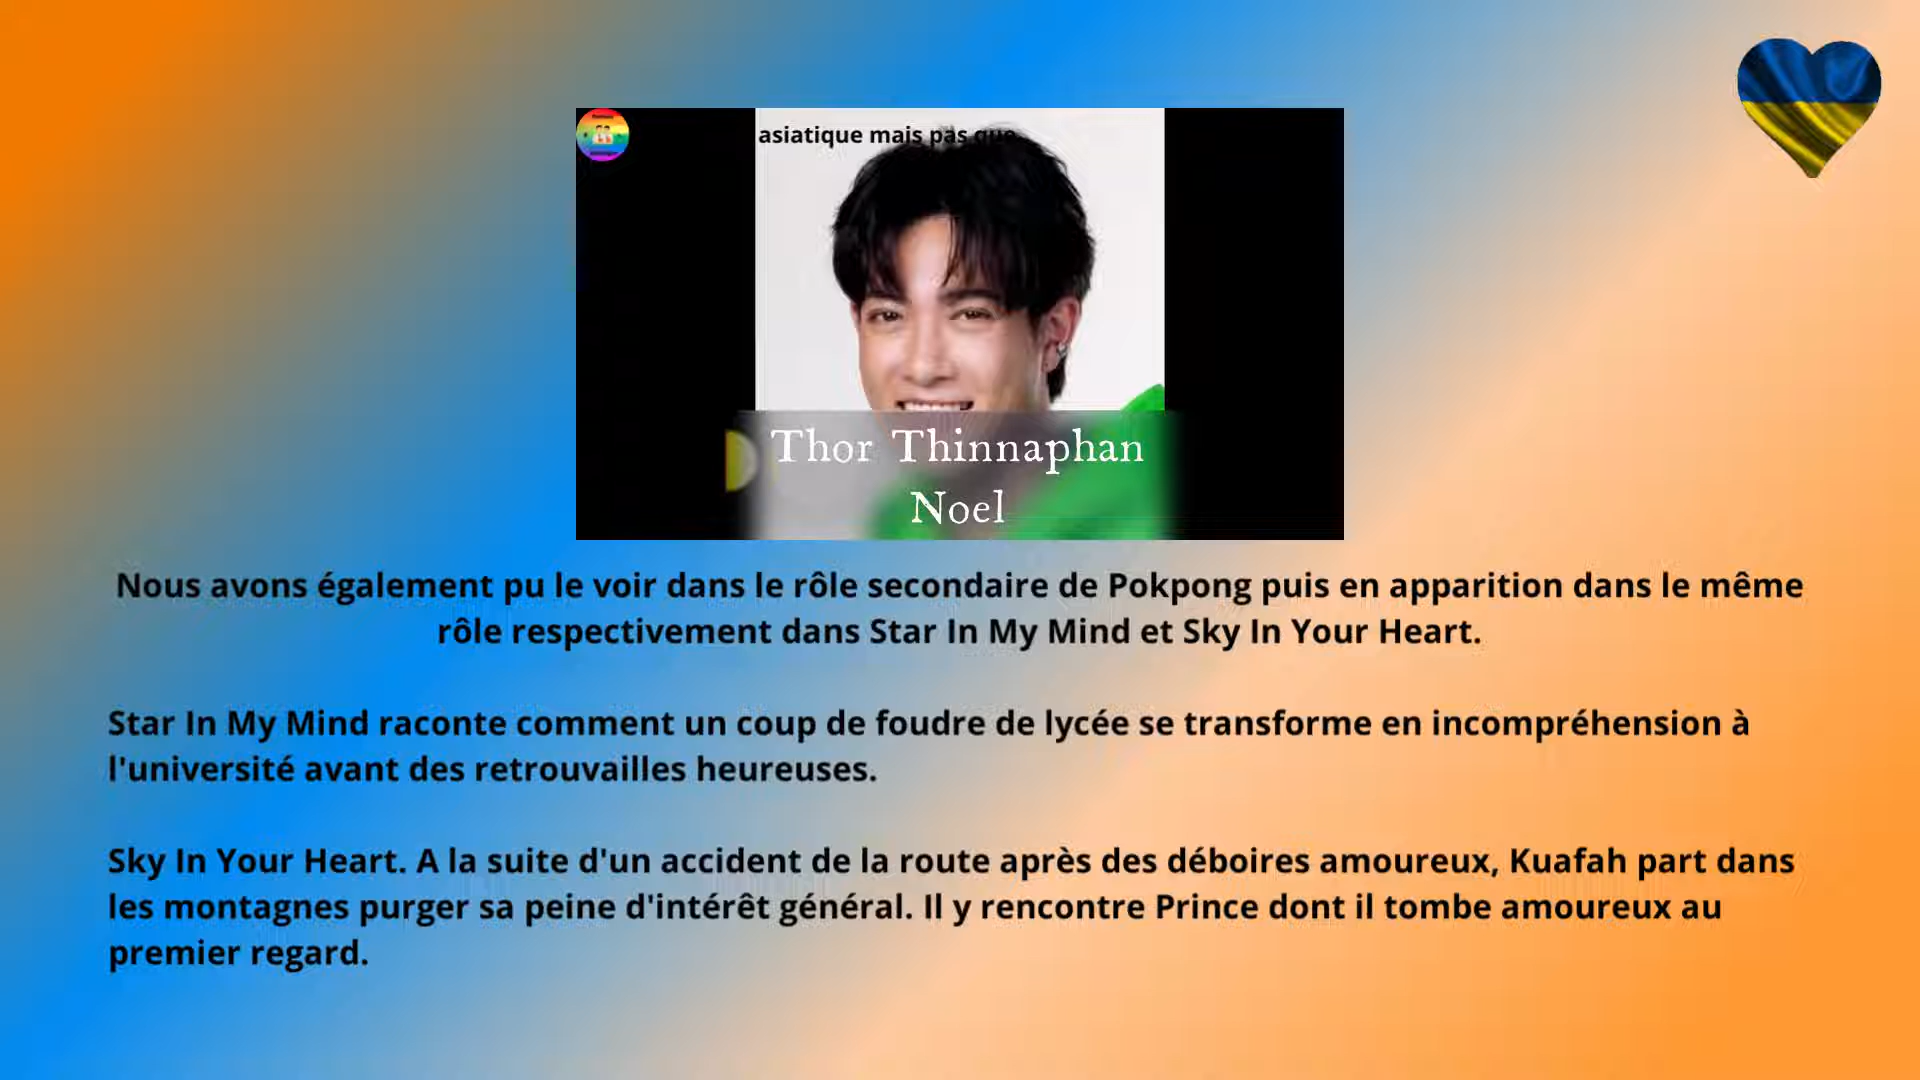 asiatique mais pas que
Thor Thinnaphan
Noel
Nous avons également pu le voir dans le rôle secondaire de Pokpong puis en apparition dans le même
rôle respectivement dans Star In My Mind et Sky In Your Heart.
Star In My Mind raconte comment un coup de foudre de lycée se transforme en incompréhension à
l'université avant des retrouvailles heureuses.
Sky In Your Heart. A la suite d'un accident de la route après des déboires amoureux, Kuafah part dans
les montagnes purger sa peine d'intérêt général. Il y rencontre Prince dont il tombe amoureux au
premier regard.